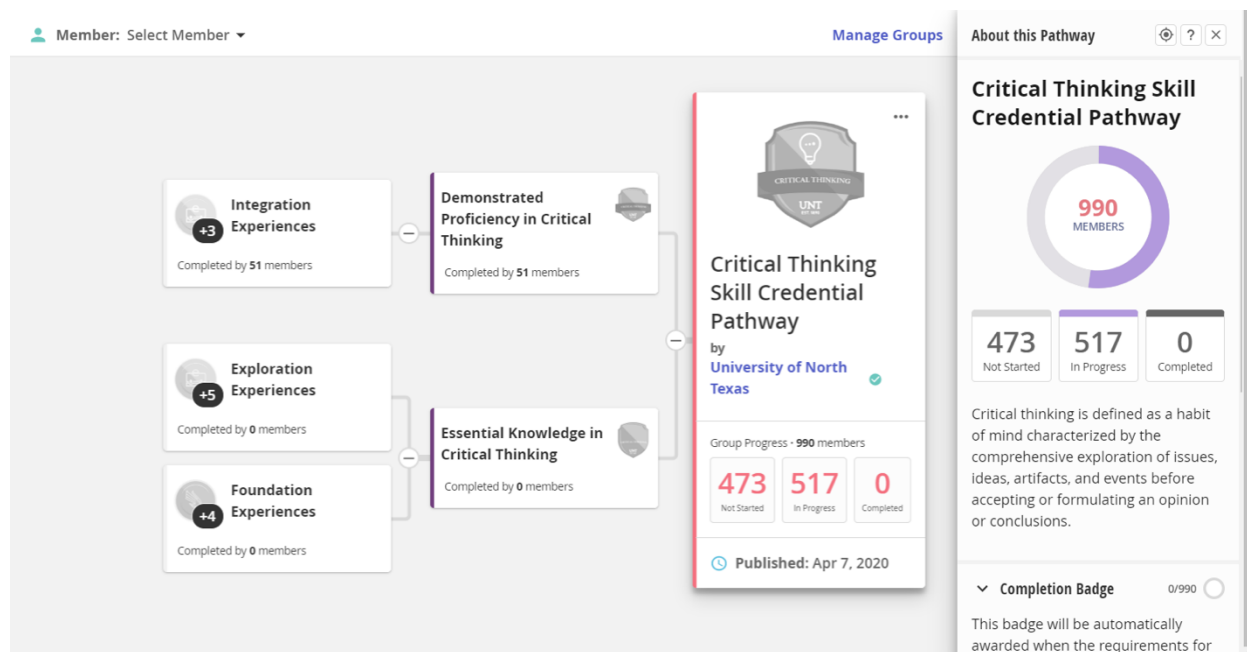 Member: Select Member
Manage Groups
Integration
Experiences
+3
Completed by 51 members
Demonstrated
Proficiency in Critical
Thinking
Completed by 51 members
Exploration
Experiences
+5
Completed by 0 members
Foundation
Experiences
+4
Completed by 0 members
Essential Knowledge in
Critical Thinking
Completed by 0 members
CRITICAL THINKING
UNT
Critical Thinking
Skill Credential
Pathway
by
University of North
Texas
Group Progress • 990 members
473
Not Started
517
In Progress
0
Completed
Published: Apr 7, 2020
About this Pathway
?
Critical Thinking Skill
Credential Pathway
990
MEMBERS
473
Not Started
517
In Progress
0
Completed
Critical thinking is defined as a habit
of mind characterized by the
comprehensive exploration of issues,
ideas, artifacts, and events before
accepting or formulating an opinion
or conclusions.
Completion Badge 0/990
This badge will be automatically
awarded when the requirements for